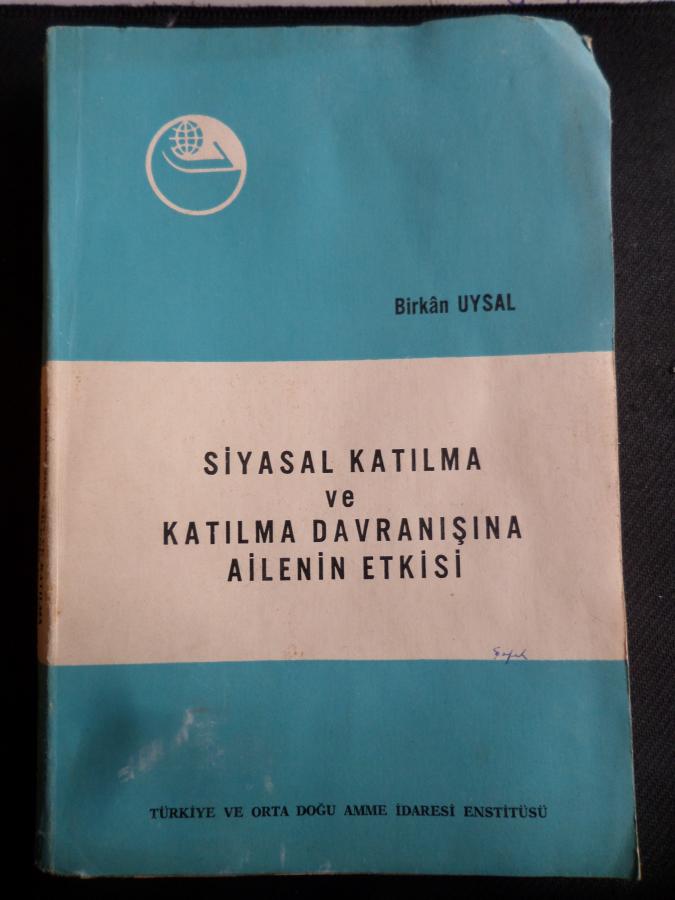 Birkân UYSAL
SİYASAL KATILMA
ve
KATILMA DAVRANIŞINA
AİLENİN ETKİSİ
TÜRKİYE VE ORTA DOĞU AMME İDARESİ ENSTİTÜSÜ